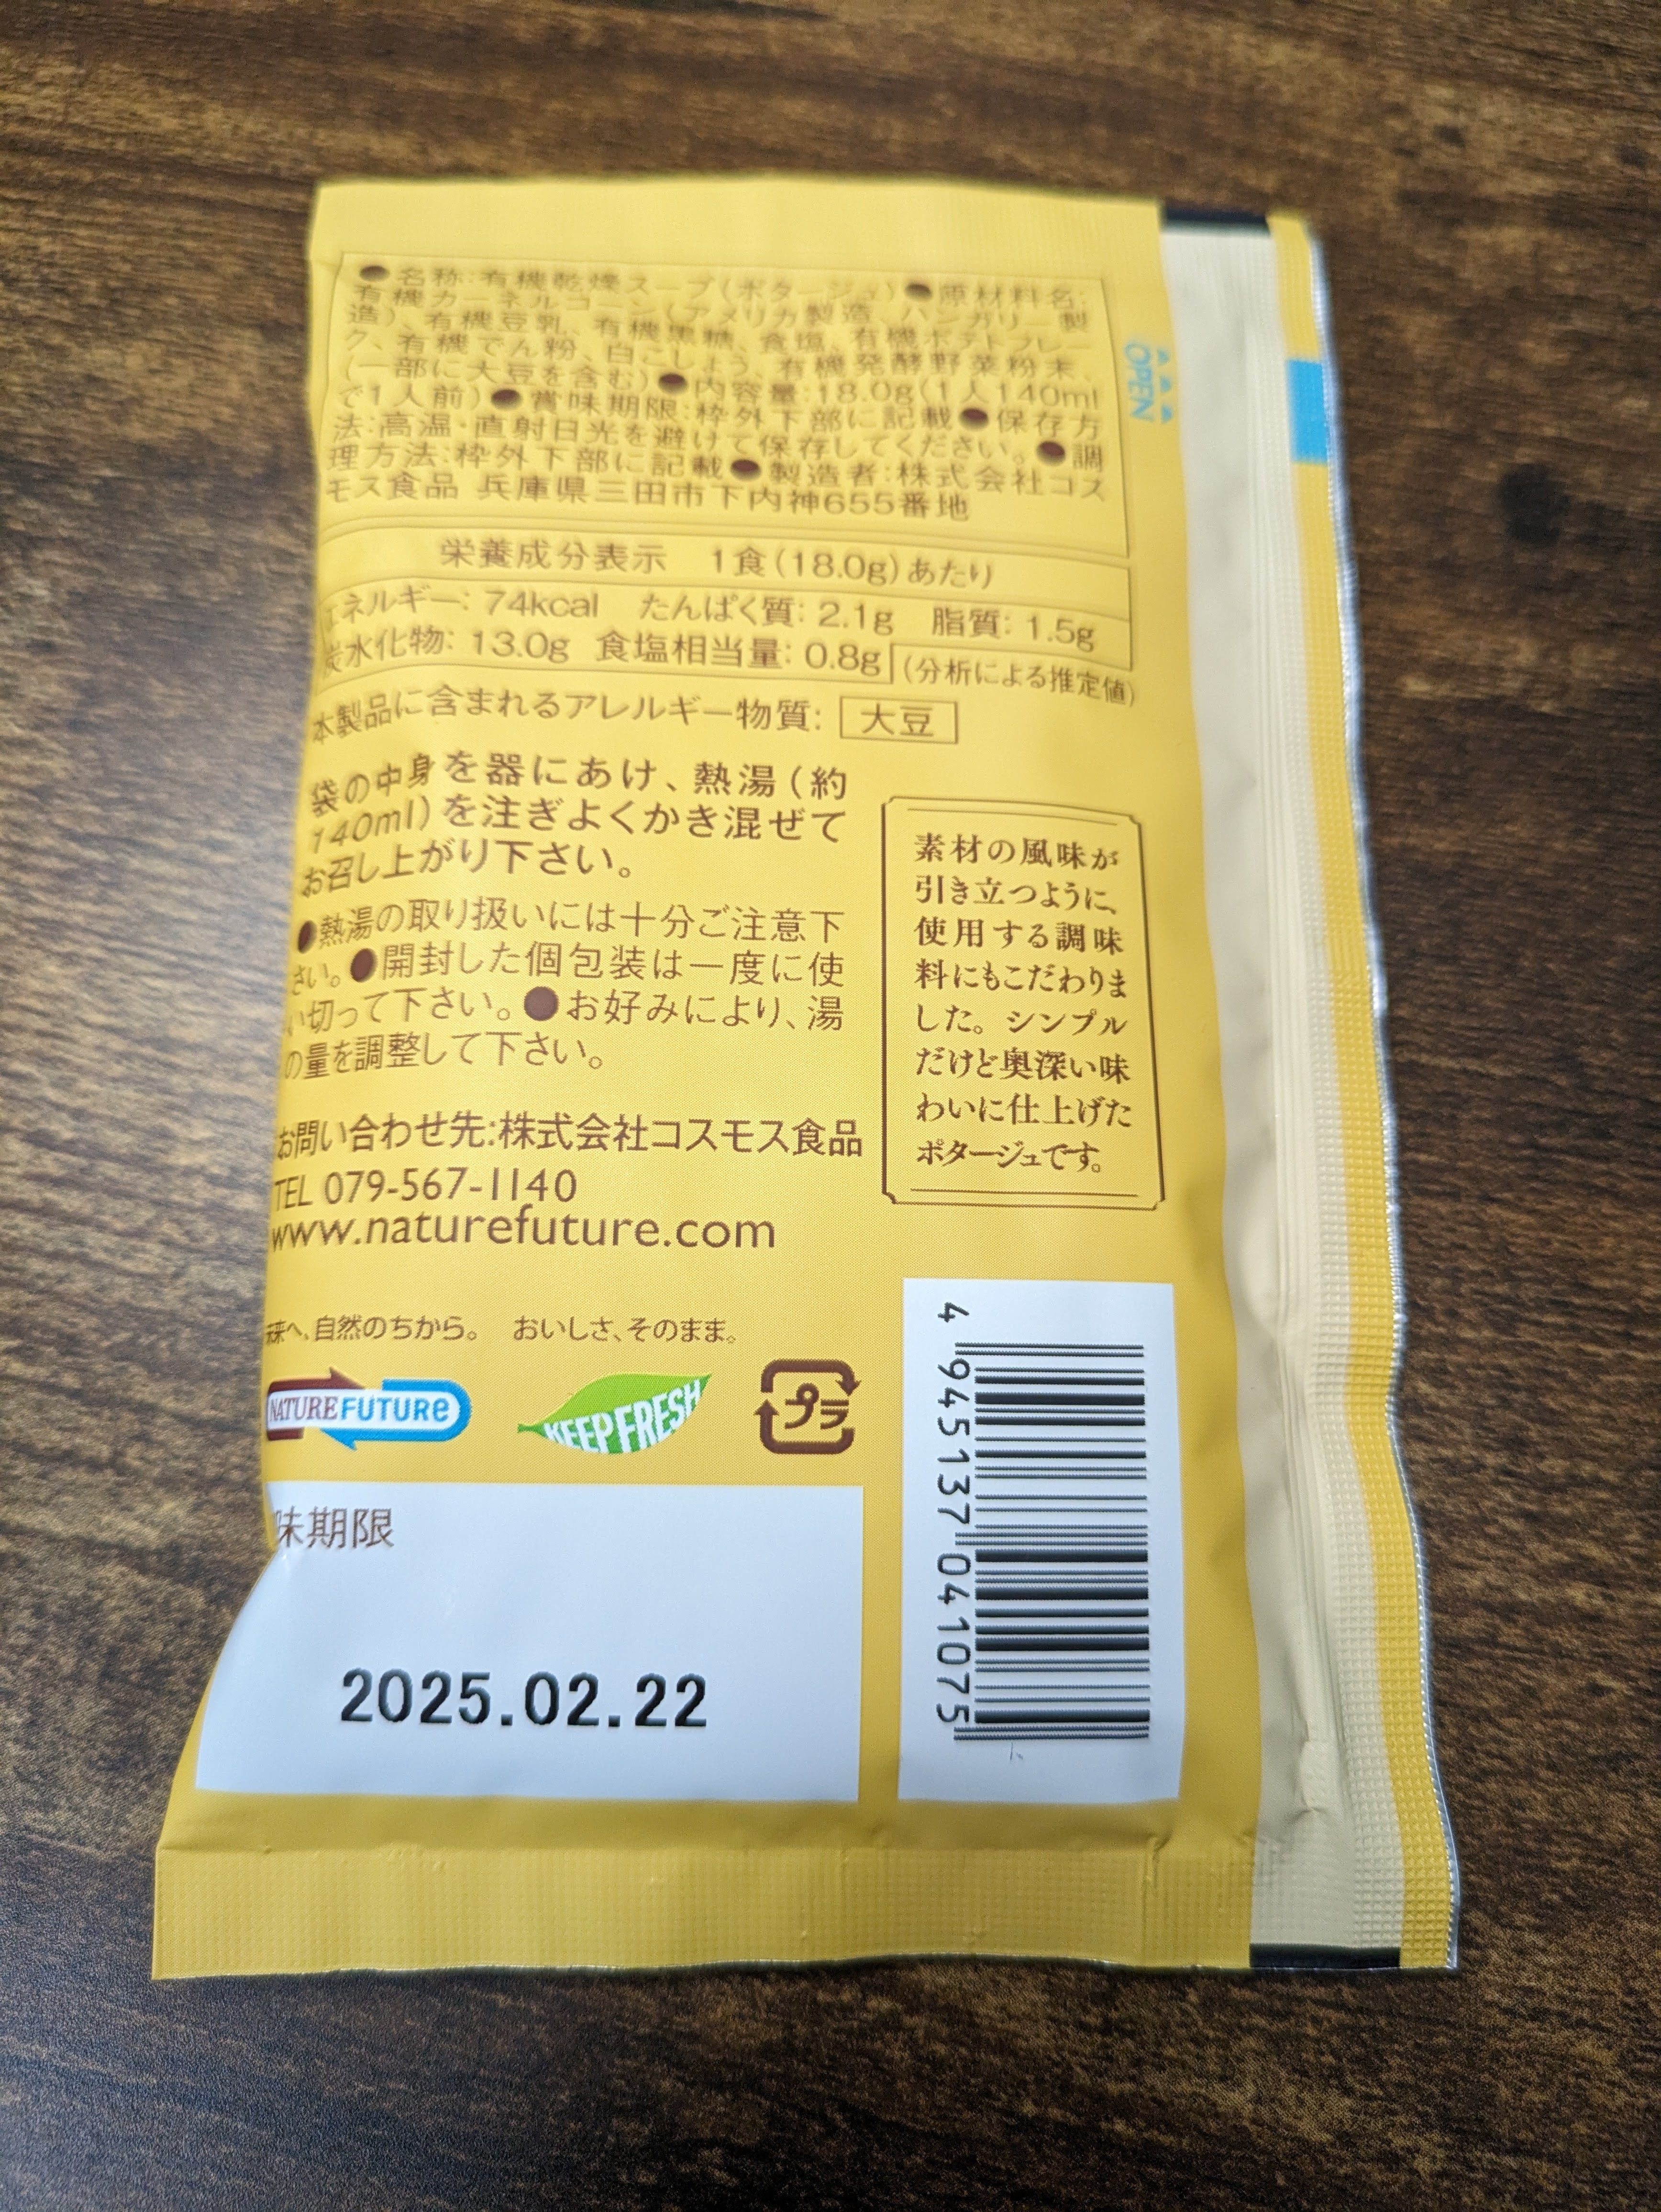 ●名称:有機乾燥スープ(ポタージュ)●原材料名:
有機カーネルコーン(アメリカ製造、ハンガリー製
造)、有機豆乳、有機黒糖、食塩、有機ポテトフレー
ク、有機でん粉、白こしょう、有機発酵野菜粉末、
(一部に大豆を含む)●内容量:18.0g(1人140ml
で1人前)●賞味期限:枠外下部に記載●保存方
法:高温・直射日光を避けて保存してください。●調
理方法:枠外下部に記載●製造者:株式会社コス
モス食品 兵庫県三田市下内神655番地
OPEN
栄養成分表示 1食(18.0g)あたり
エネルギー: 74kcal たんぱく質: 2.1g 脂質: 1.5g
炭水化物: 13.0g 食塩相当量: 0.8g (分析による推定値)
本製品に含まれるアレルギー物質: 大豆
袋の中身を器にあけ、熱湯(約
140ml)を注ぎよくかき混ぜて
お召し上がり下さい。
●熱湯の取り扱いには十分ご注意下
さい。●開封した個包装は一度に使
い切って下さい。●お好みにより、湯
の量を調整して下さい。
素材の風味が
引き立つように、
使用する調味
料にもこだわりま
した。シンプル
だけど奥深い味
わいに仕上げた
ポタージュです。
お問い合わせ先:株式会社コスモス食品
TEL 079-567-1140
www.naturefuture.com
未来へ、自然のちから。 おいしさ、そのまま。
NATUREFUTURe
KEEPFRESH
プラ
4 945137 041075
味期限
2025.02.22